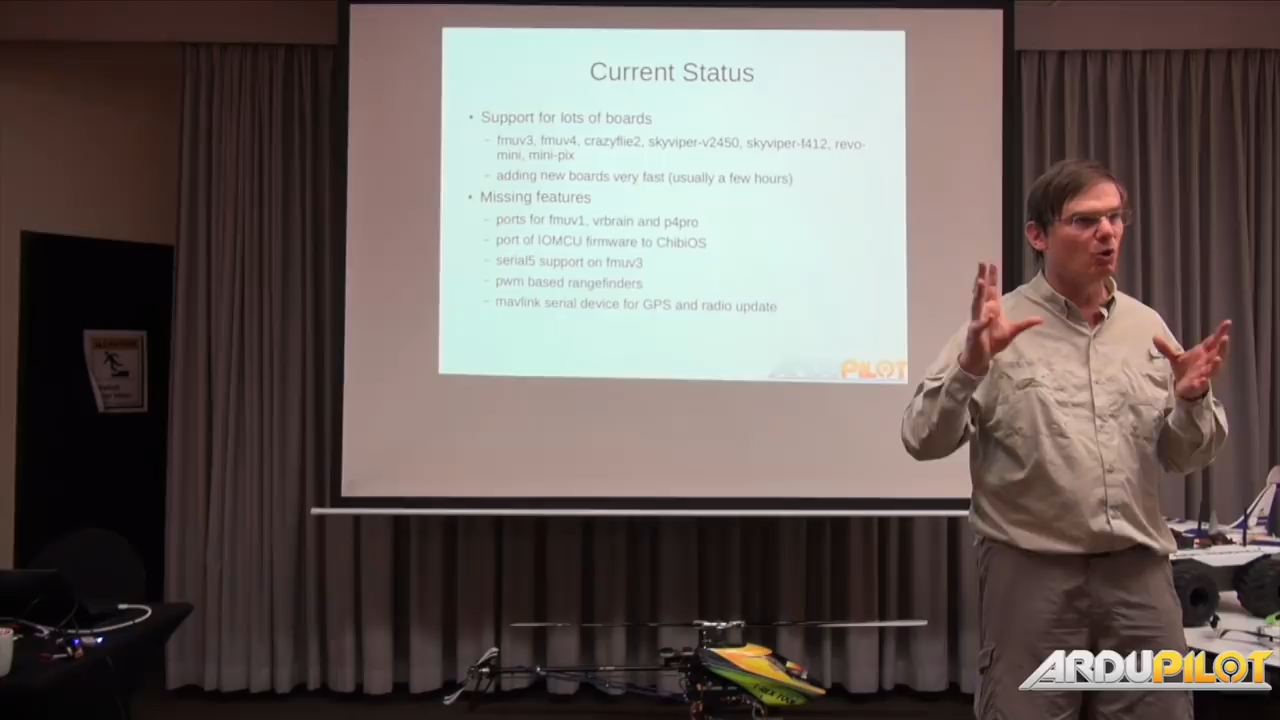 Current Status
• Support for lots of boards
– fmuv3, fmuv4, crazyflie2, skyviper-v2450, skyviper-f412, revo-
mini, mini-pix
– adding new boards very fast (usually a few hours)
• Missing features
– ports for fmuv1, vrbrain and p4pro
– port of IOMCU firmware to ChibiOS
– serial5 support on fmuv3
– pwm based rangefinders
– mavlink serial device for GPS and radio update
ARDUPILOT
ARDUPILOT